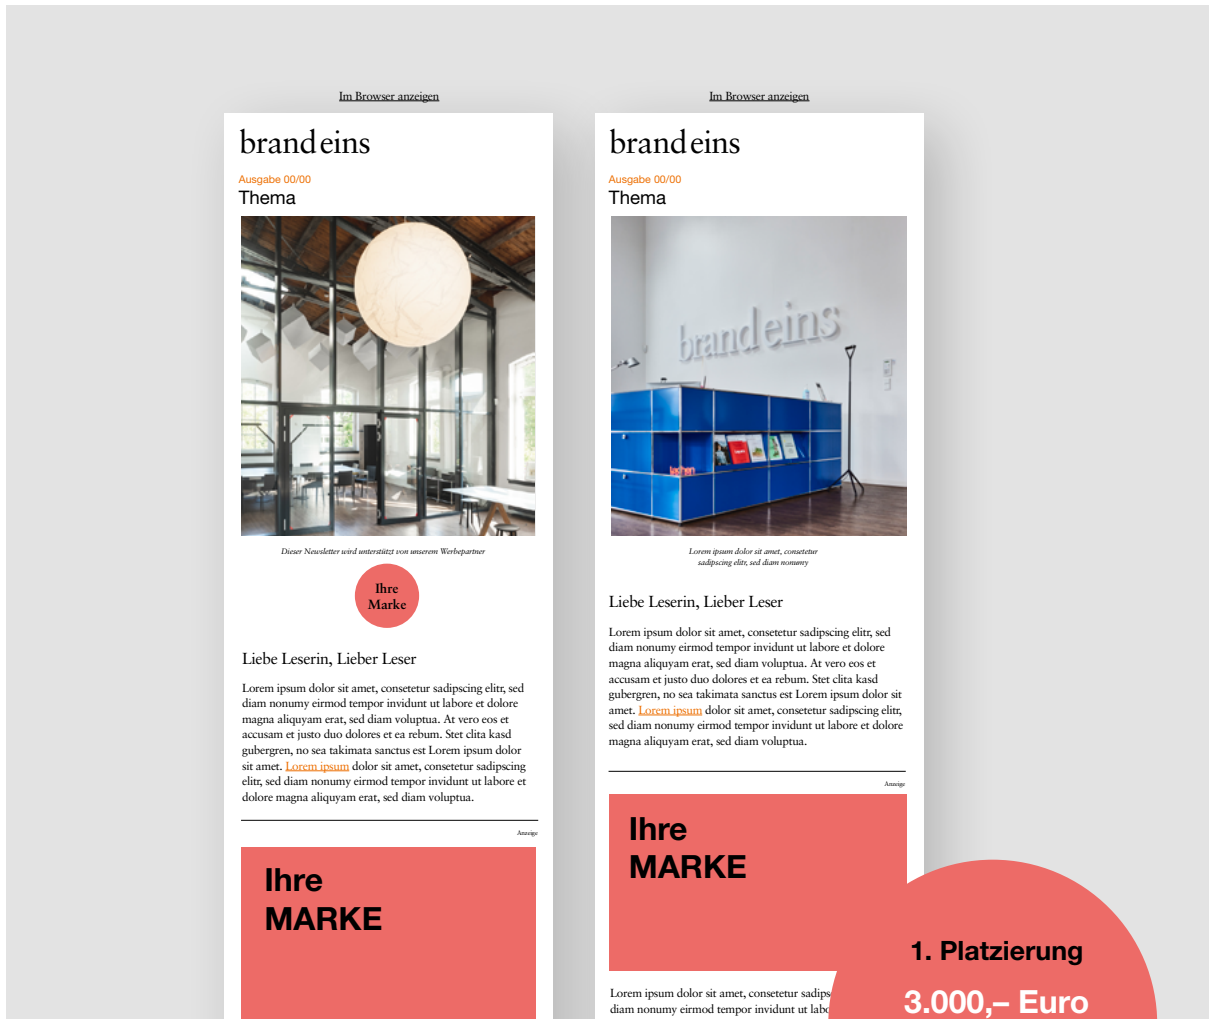 Im Browser anzeigen
brand eins
Ausgabe 00/00
Thema
Dieser Newsletter wird unterstützt von unserem Werbepartner
Ihre
Marke
Liebe Leserin, Lieber Leser
Lorem ipsum dolor sit amet, consetetur sadipscing elitr, sed
diam nonumy eirmod tempor invidunt ut labore et dolore
magna aliquyam erat, sed diam voluptua. At vero eos et
accusam et justo duo dolores et ea rebum. Stet clita kasd
gubergren, no sea takimata sanctus est Lorem ipsum dolor
sit amet. Lorem ipsum dolor sit amet, consetetur sadipscing
elitr, sed diam nonumy eirmod tempor invidunt ut labore et
dolore magna aliquyam erat, sed diam voluptua.
Anzeige
Ihre
MARKE
Im Browser anzeigen
brand eins
Ausgabe 00/00
Thema
brand eins
Lorem ipsum dolor sit amet, consetetur
sadipscing elitr, sed diam nonumy
Liebe Leserin, Lieber Leser
Lorem ipsum dolor sit amet, consetetur sadipscing elitr, sed
diam nonumy eirmod tempor invidunt ut labore et dolore
magna aliquyam erat, sed diam voluptua. At vero eos et
accusam et justo duo dolores et ea rebum. Stet clita kasd
gubergren, no sea takimata sanctus est Lorem ipsum dolor sit
amet. Lorem ipsum dolor sit amet, consetetur sadipscing elitr,
sed diam nonumy eirmod tempor invidunt ut labore et dolore
magna aliquyam erat, sed diam voluptua.
Anzeige
Ihre
MARKE
Lorem ipsum dolor sit amet, consetetur sadips
diam nonumy eirmod tempor invidunt ut labo
1. Platzierung
3.000,– Euro